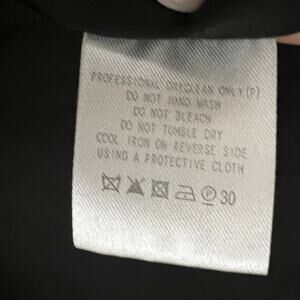 PROFESSIONAL DRYCLEAN ONLY(P)
DO NOT HAND WASH
DO NOT BLEACH
DO NOT TUMBLE DRY
COOL IRON ON REVERSE SIDE
USING A PROTECTIVE CLOTH
P 30